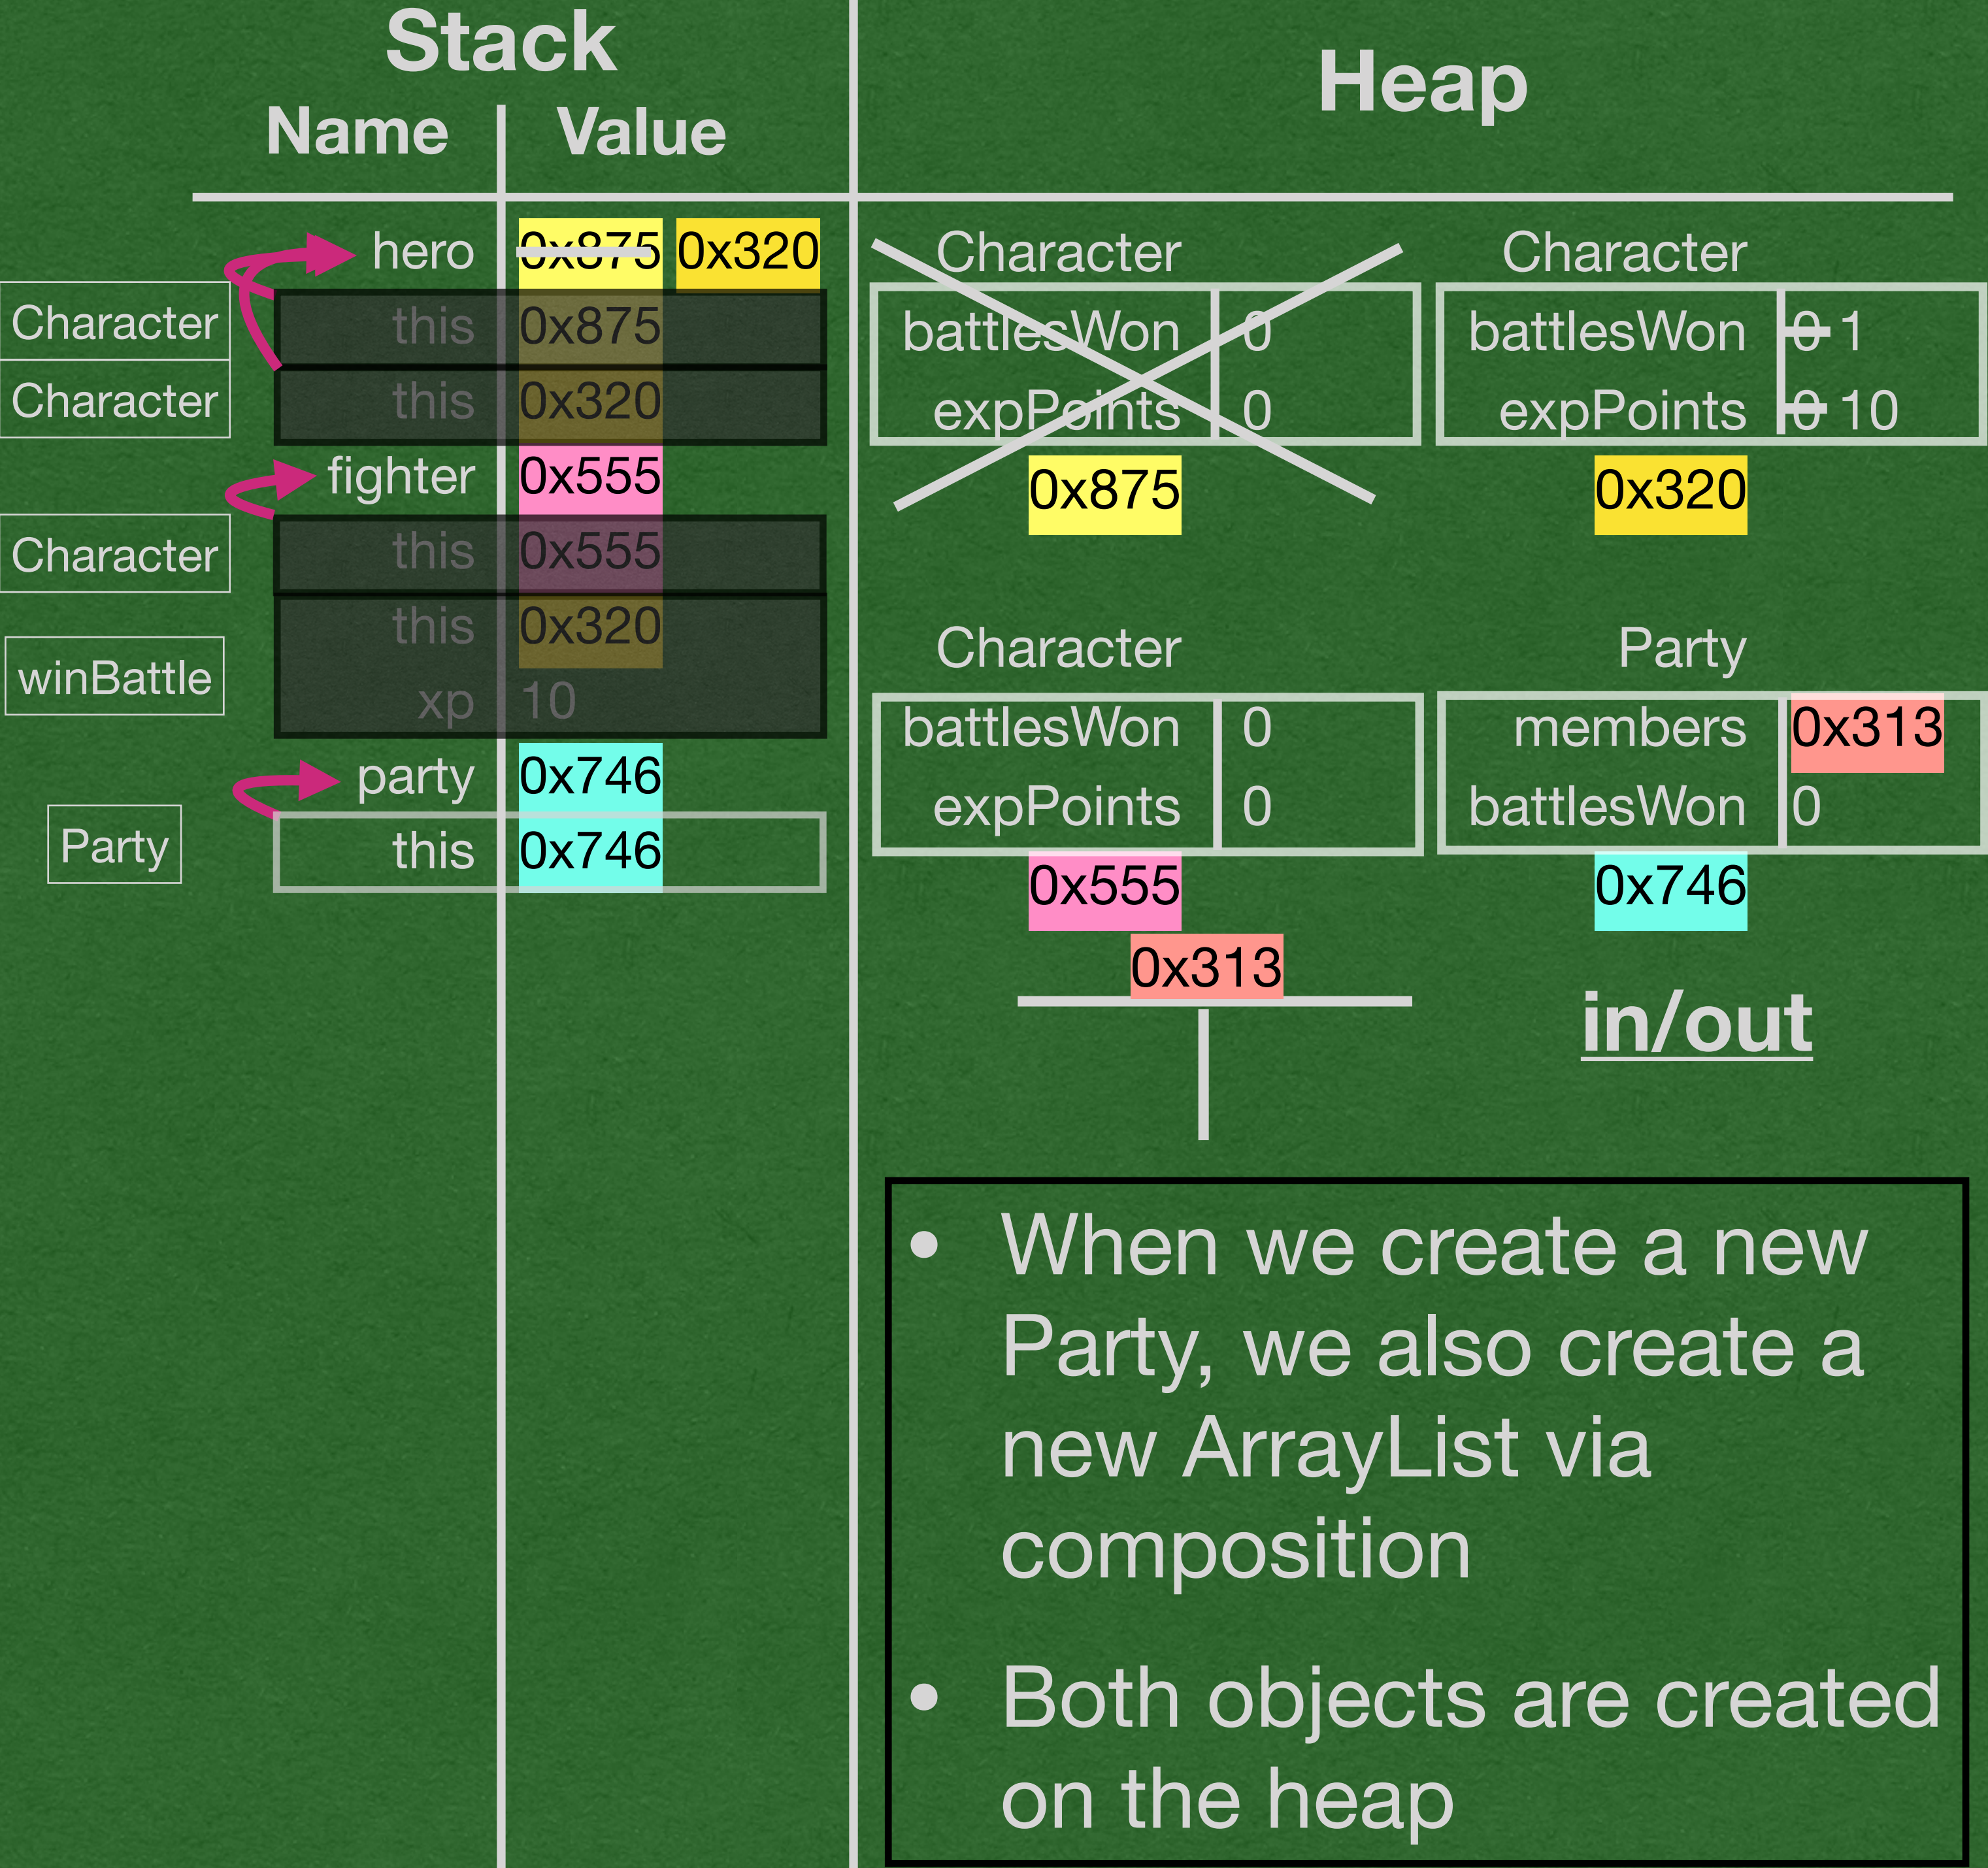 Stack
Heap
Name Value
hero 0x875 0x320
Character this 0x875
Character this 0x320
fighter 0x555
Character this 0x555
this 0x320
winBattle
xp 10
party 0x746
Party this 0x746
Character
battlesWon 0
expPoints 0
0x875
Character
battlesWon 0 1
expPoints 0 10
0x320
Character
battlesWon 0
expPoints 0
0x555
Party
members 0x313
battlesWon 0
0x746
0x313
in/out
• When we create a new
Party, we also create a
new ArrayList via
composition
• Both objects are created
on the heap